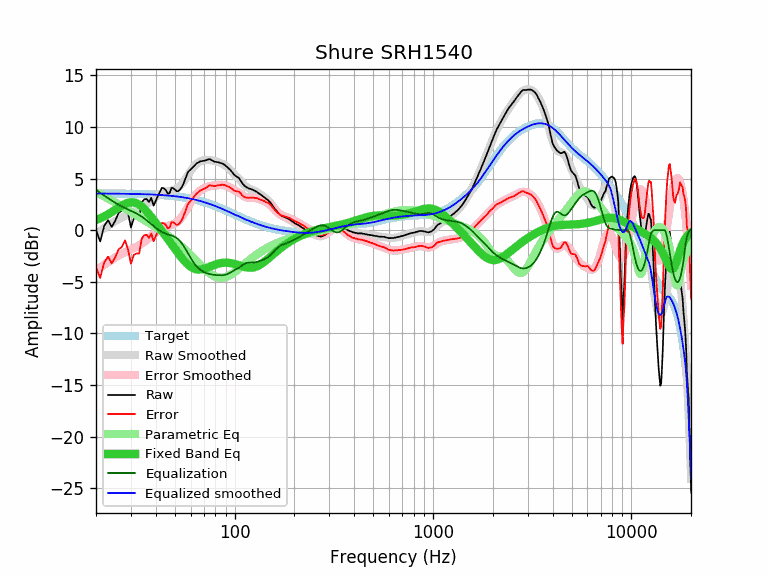 Shure SRH1540
Amplitude (dBr)
15
10
5
0
−5
−10
−15
−20
−25
Target
Raw Smoothed
Error Smoothed
Raw
Error
Parametric Eq
Fixed Band Eq
Equalization
Equalized smoothed
100 1000 10000
Frequency (Hz)